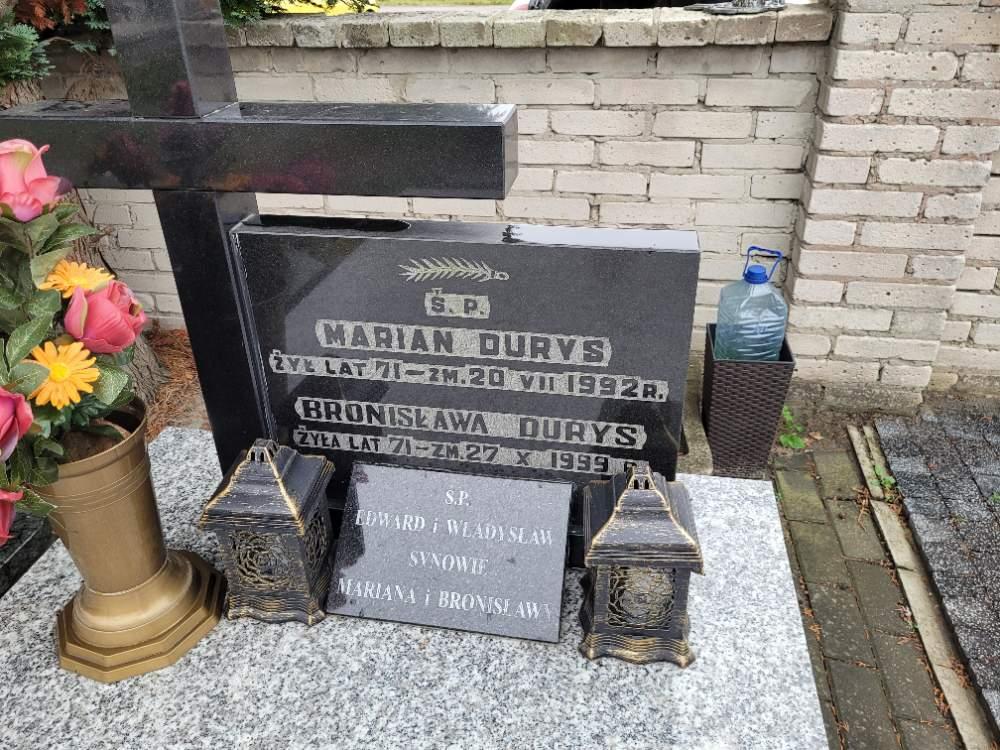 Ś.P.
MARIAN DURYS
ŻYŁ LAT 71-ZM.20 VII 1992R.
BRONISŁAWA DURYS
ŻYŁA LAT 71-ZM.27 X 1999 R
Ś.P.
EDWARD i WŁADYSŁAW
SYNOWIE
MARIANA i BRONISŁAWY